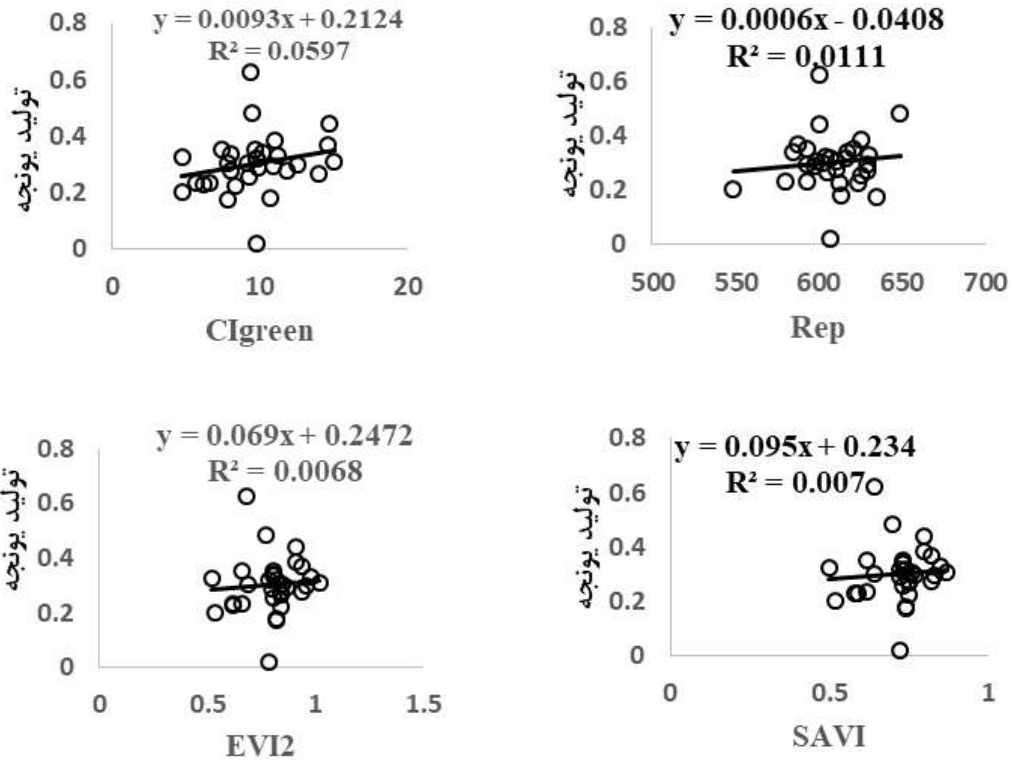 y = 0.0093x + 0.2124
R² = 0.0597
0.8
0.6
0.4
0.2
0
تولید یونجه
0 10 20
CIgreen
y = 0.0006x - 0.0408
R² = 0.0111
0.8
0.6
0.4
0.2
0
تولید یونجه
500 550 600 650 700
Rep
y = 0.069x + 0.2472
R² = 0.0068
0.8
0.6
0.4
0.2
0
تولید یونجه
0 0.5 1 1.5
EVI2
y = 0.095x + 0.234
R² = 0.007
0.8
0.6
0.4
0.2
0
تولید یونجه
0 0.5 1
SAVI